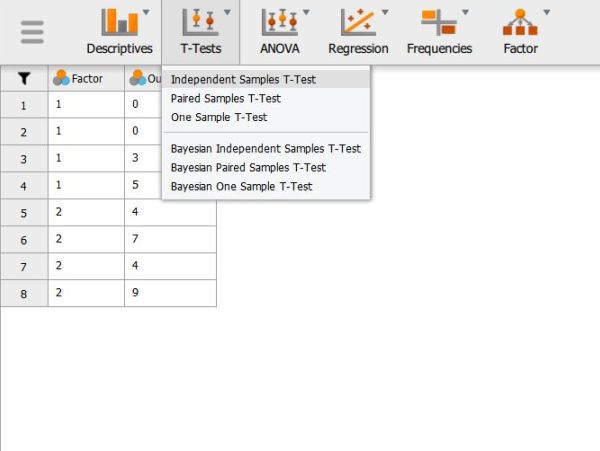 Descriptives T-Tests ANOVA Regression Frequencies Factor
Factor Ou
Independent Samples T-Test
Paired Samples T-Test
One Sample T-Test
Bayesian Independent Samples T-Test
Bayesian Paired Samples T-Test
Bayesian One Sample T-Test
1 1 0
2 1 0
3 1 3
4 1 5
5 2 4
6 2 7
7 2 4
8 2 9